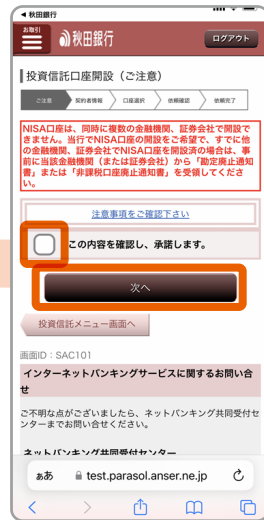 ◀ 秋田銀行
お取引
秋田銀行
ログアウト
投資信託口座開設（ご注意）
ご注意
契約者情報
口座選択
依頼確認
依頼完了
NISA口座は、同時に複数の金融機関、証券会社で開設で
きません。当行でNISA口座の開設をご希望で、すでに他
の金融機関、証券会社でNISA口座を開設済の場合は、事
前に当該金融機関（または証券会社）から「勘定廃止通知
書」または「非課税口座廃止通知書」を受領してくださ
い。
注意事項をご確認下さい
この内容を確認し、承諾します。
次へ
投資信託メニュー画面へ
画面ID：SAC101
インターネットバンキングサービスに関するお問い合
せ
ご不明な点がございましたら、ネットバンキング共同受付セ
ンターまでお問い合せください。
ネットバンキング共同受付センター
ぁあ
test.parasol.anser.ne.jp